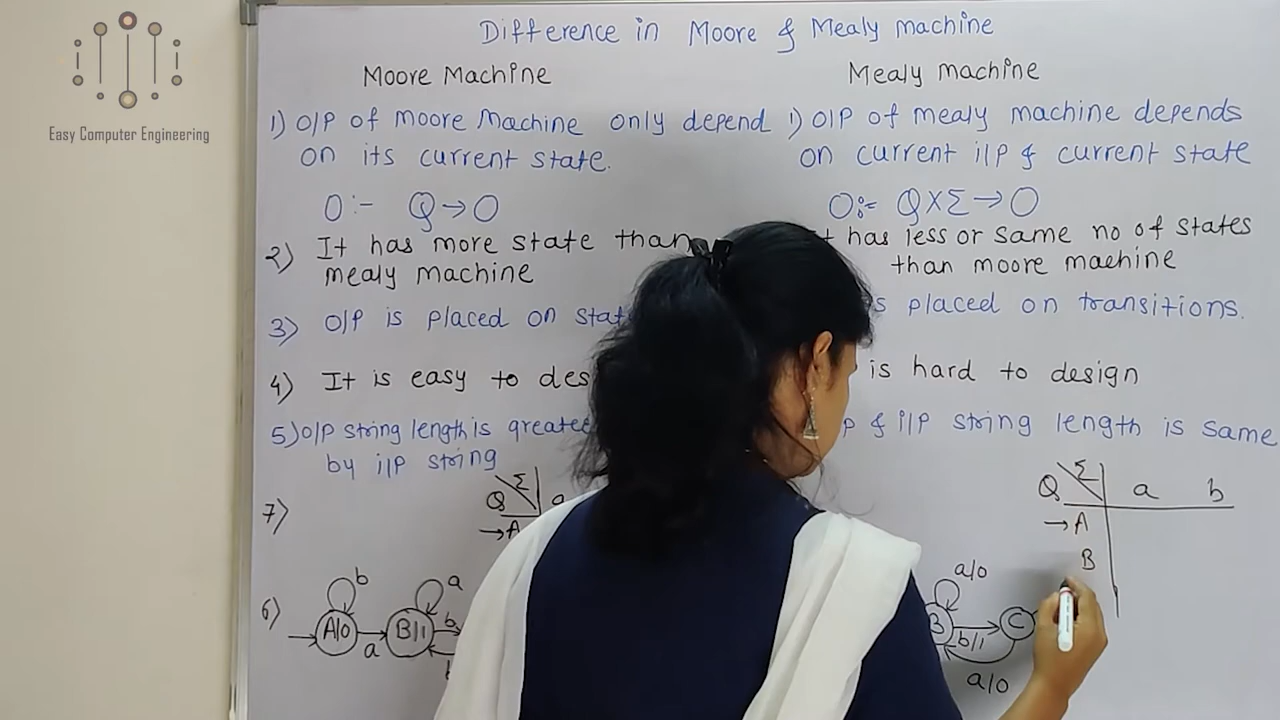 Easy Computer Engineering
Difference in Moore & Mealy machine
Moore Machine
1) O/P of moore Machine only depend
on its current state.
O :- Q → O
2) It has more state than
mealy machine
3) O/P is placed on stat
4) It is easy to des
5) O/P string length is greater
by i/p string
7)
Q Σ a
→ A
6)
A/0 b a B/1 a b
Mealy machine
1) O/P of mealy machine depends
on current i/p & current state
O:= Q X Σ → O
t has less or same no of states
than moore machine
s placed on transitions.
is hard to design
P & i/p string length is same
Q Σ a b
→ A
B
a/0
B b/1 C
a/0